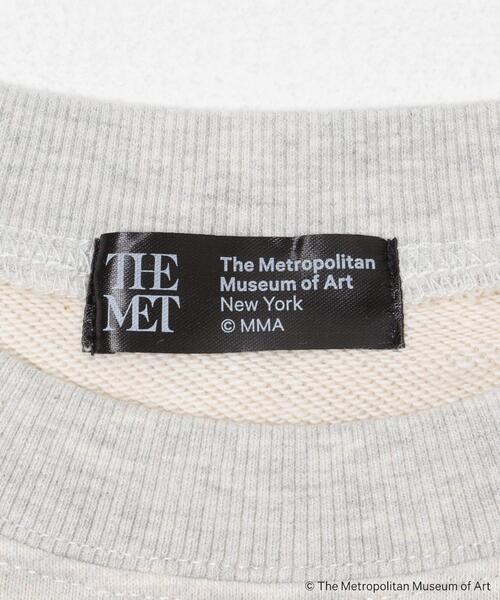 THE
MET
The Metropolitan
Museum of Art
New York
© MMA
© The Metropolitan Museum of Art